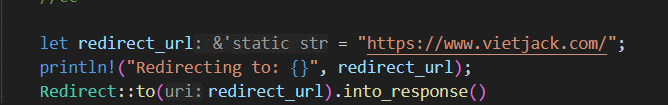 let redirect_url: &'static str = "https://www.vietjack.com/";
println!("Redirecting to: {}", redirect_url);
Redirect::to(uri: redirect_url).into_response()